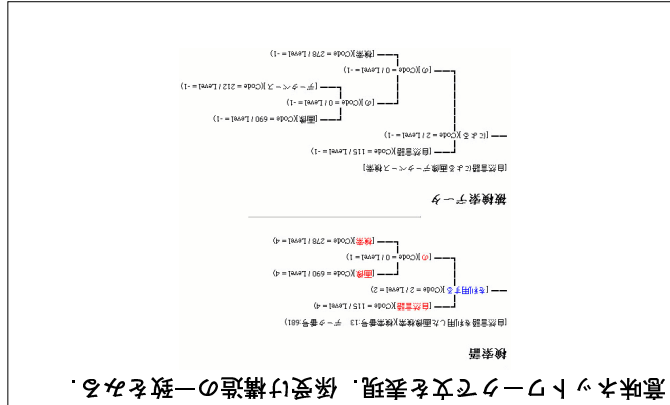 意味ネットワークで文を表現．係受け構造の一致をみる．
検索語
[自然言語を利用した画像検索](検索番号:13　データ番号:681)
[自然言語](Code = 115 / Level = 4)
[を利用する](Code = 2 / Level = 2)
[画像](Code = 690 / Level = 4)
[の](Code = 0 / Level = 1)
[検索](Code = 278 / Level = 4)
被検索データ
[自然言語による画像データベース検索]
[自然言語](Code = 115 / Level = -1)
[による](Code = 2 / Level = -1)
[画像](Code = 690 / Level = -1)
[の](Code = 0 / Level = -1)
[データベース](Code = 212 / Level = -1)
[の](Code = 0 / Level = -1)
[検索](Code = 278 / Level = -1)